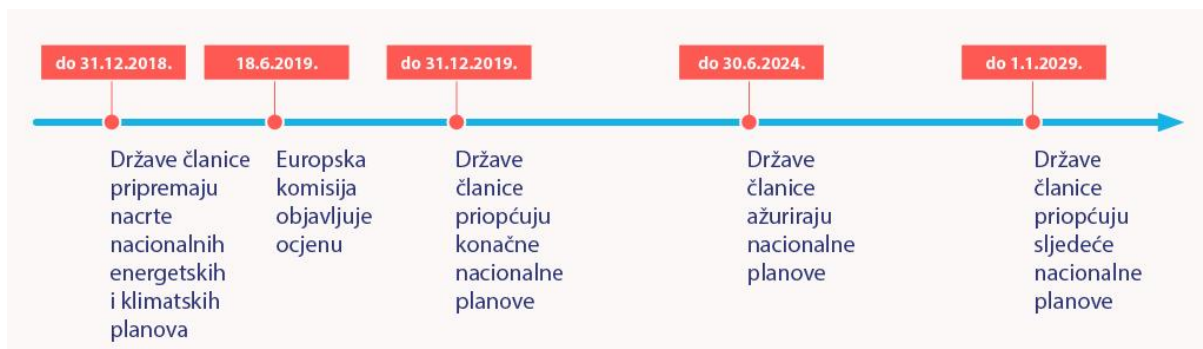 do 31.12.2018.
18.6.2019.
do 31.12.2019.
do 30.6.2024.
do 1.1.2029.
Države članice
pripremaju
nacrte
nacionalnih
energetskih
i klimatskih
planova
Europska
komisija
objavljuje
ocjenu
Države
članice
priopćuju
konačne
nacionalne
planove
Države
članice
ažuriraju
nacionalne
planove
Države
članice
priopćuju
sljedeće
nacionalne
planove